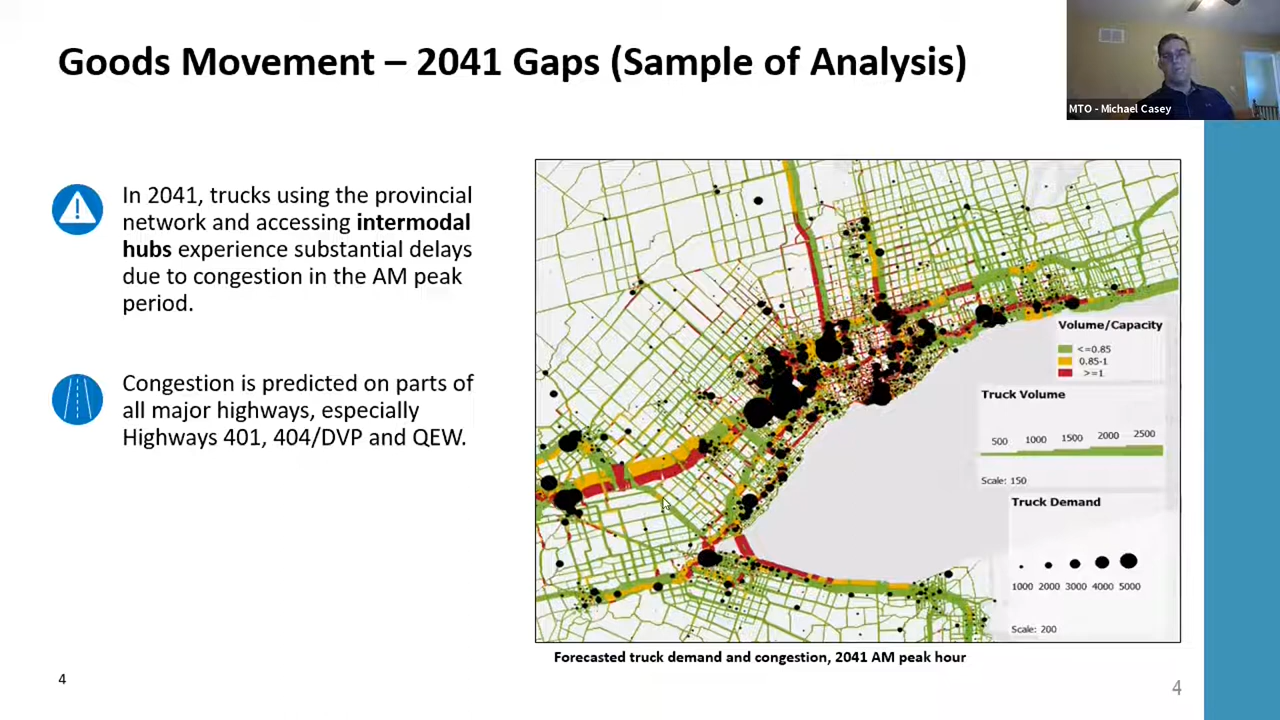 Goods Movement – 2041 Gaps (Sample of Analysis)
MTO - Michael Casey
In 2041, trucks using the provincial
network and accessing intermodal
hubs experience substantial delays
due to congestion in the AM peak
period.
Congestion is predicted on parts of
all major highways, especially
Highways 401, 404/DVP and QEW.
Volume/Capacity
<=0.85
0.85-1
>=1
Truck Volume
500 1000 1500 2000 2500
Scale: 150
Truck Demand
1000 2000 3000 4000 5000
Scale: 200
Forecasted truck demand and congestion, 2041 AM peak hour
4
4